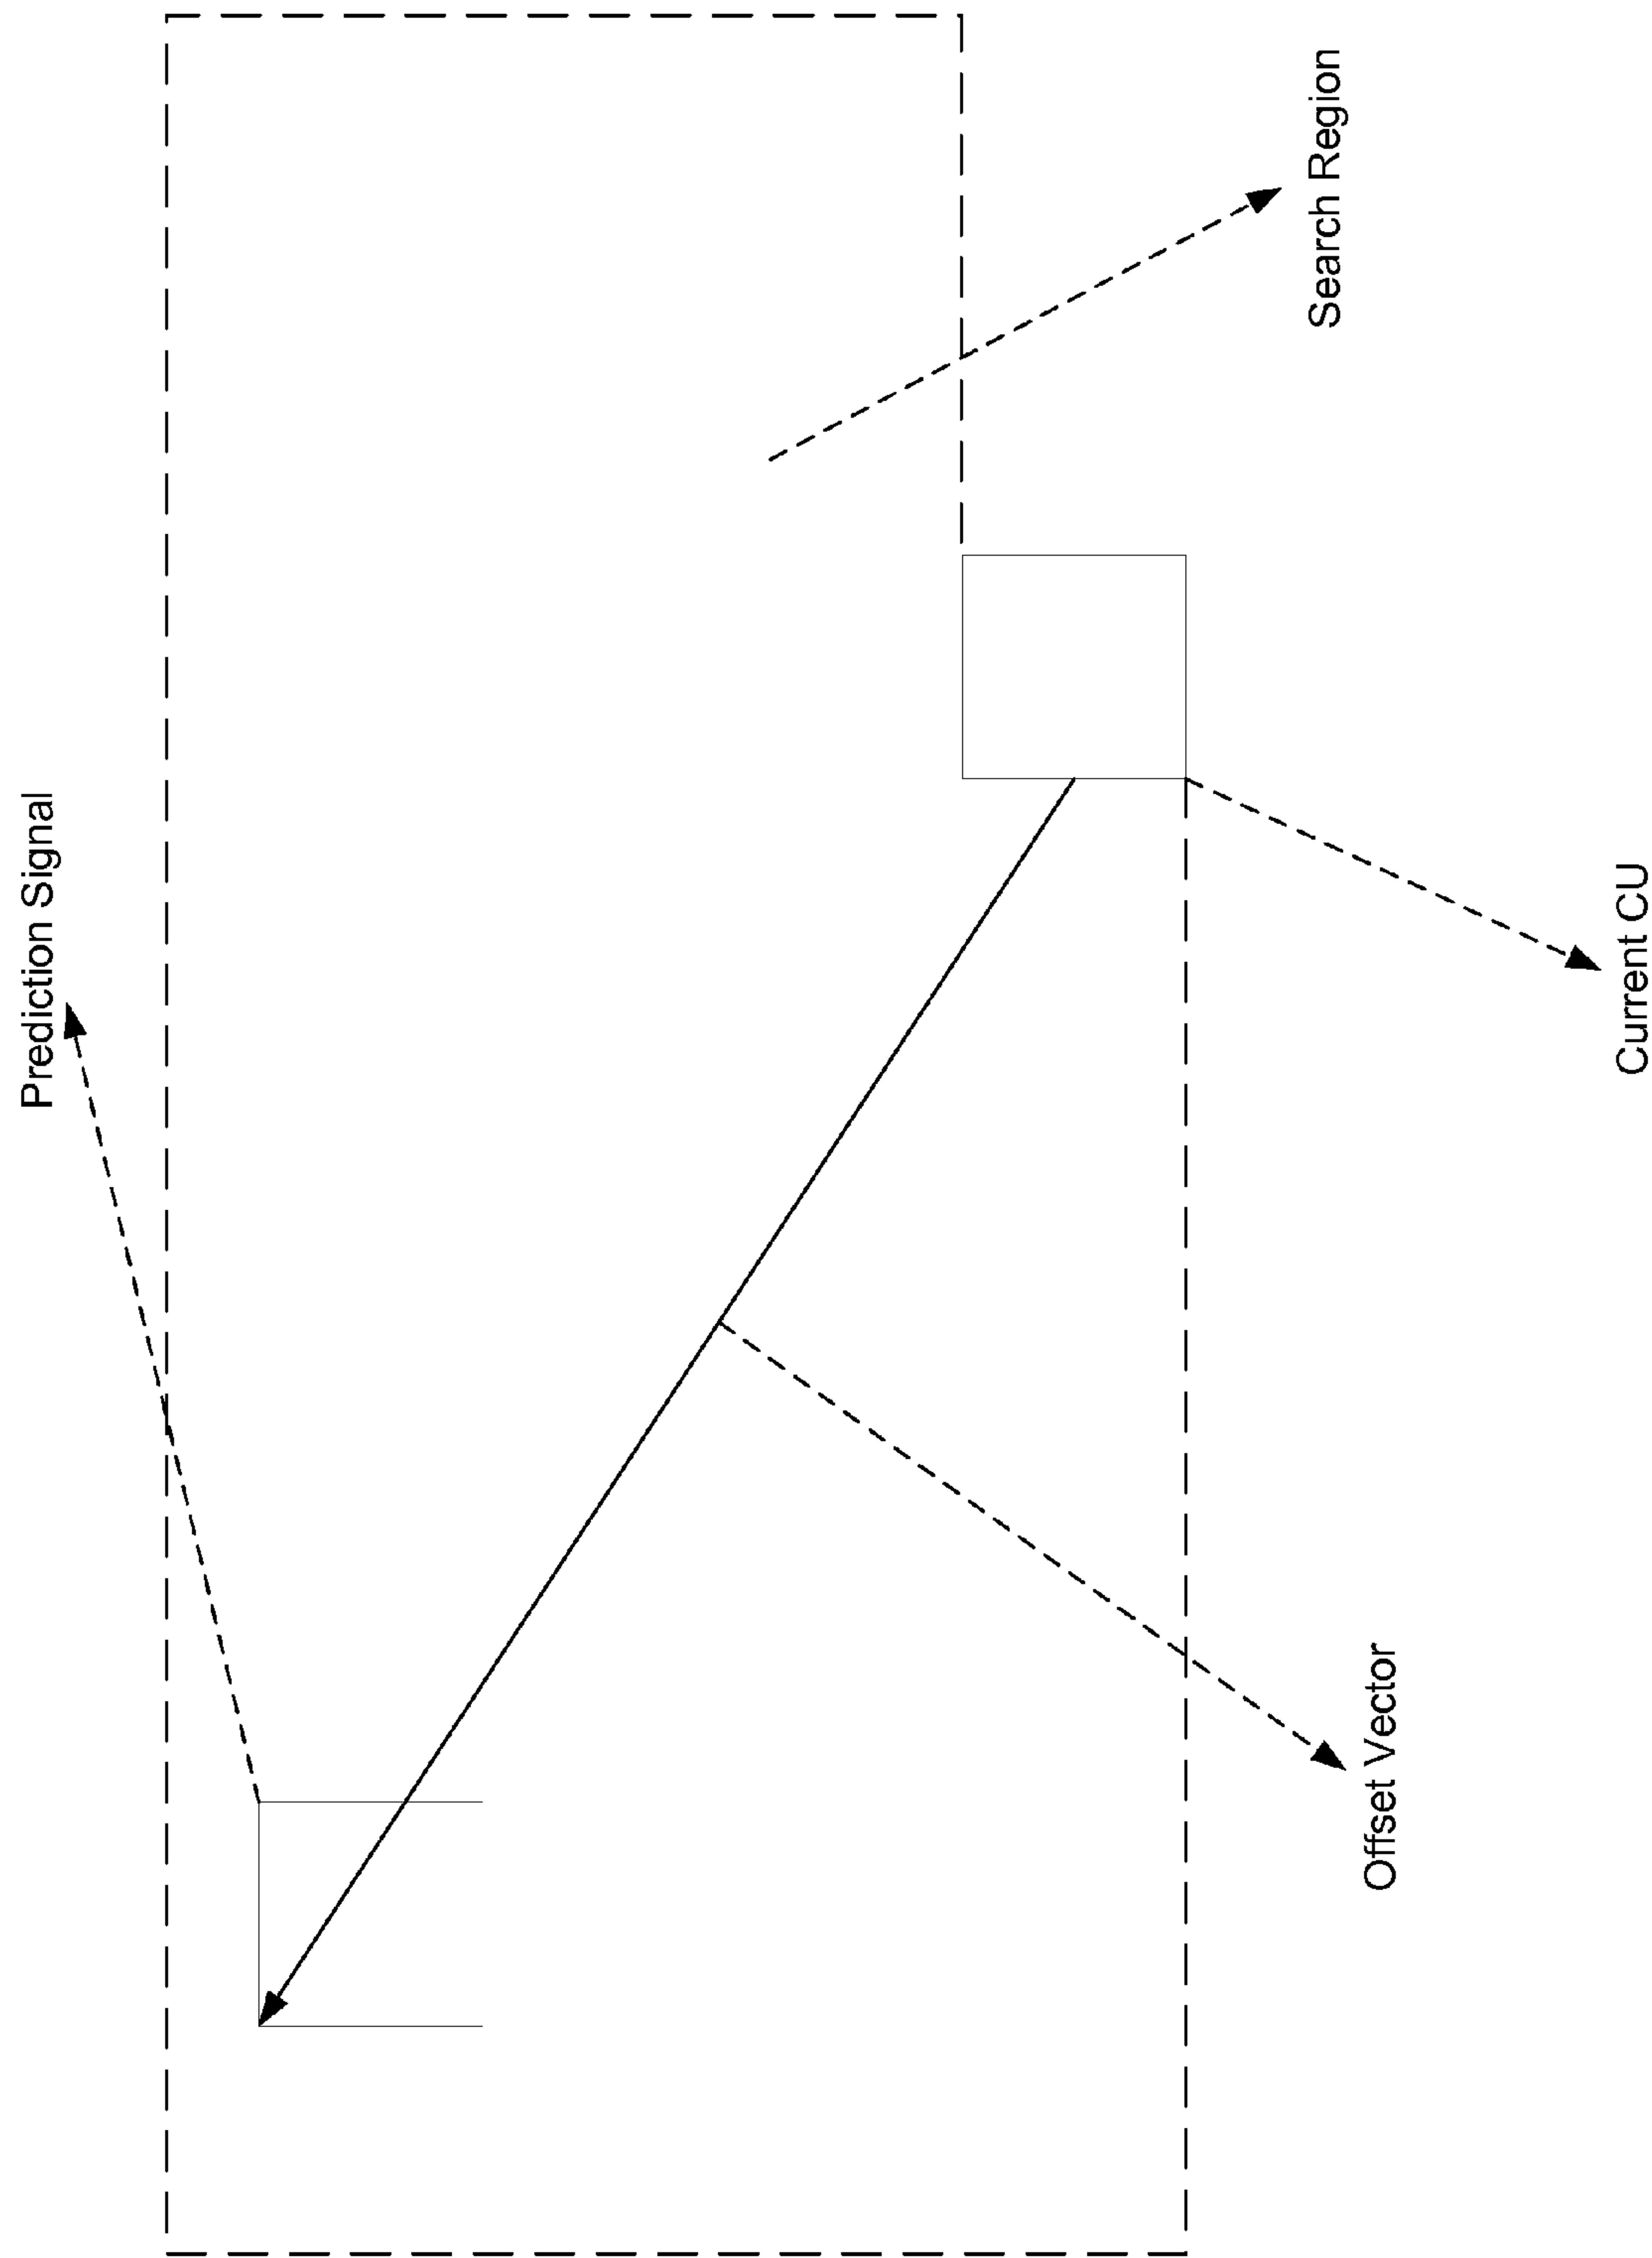 Prediction Signal
Search Region
Offset Vector
Current CU